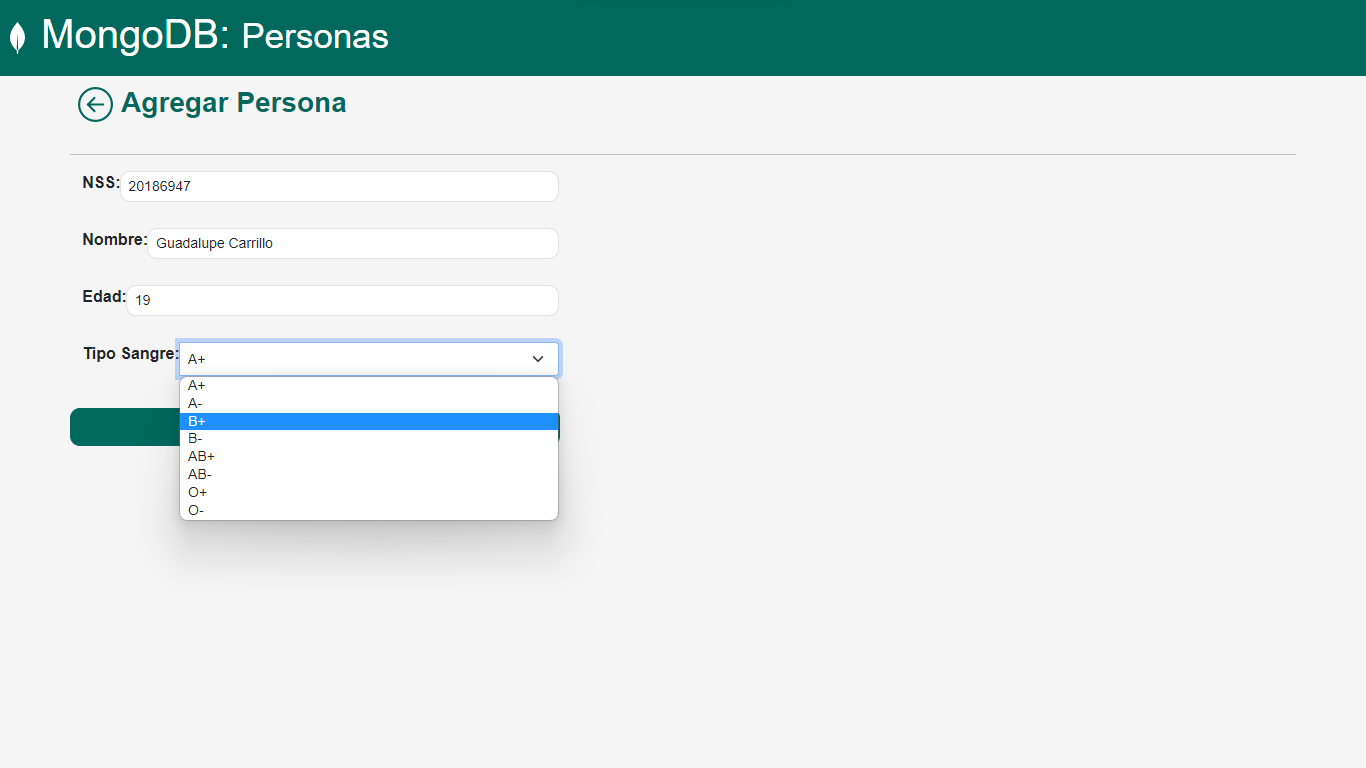 MongoDB: Personas
Agregar Persona
NSS: 20186947
Nombre: Guadalupe Carrillo
Edad: 19
Tipo Sangre: A+
A+
A-
B+
B-
AB+
AB-
O+
O-